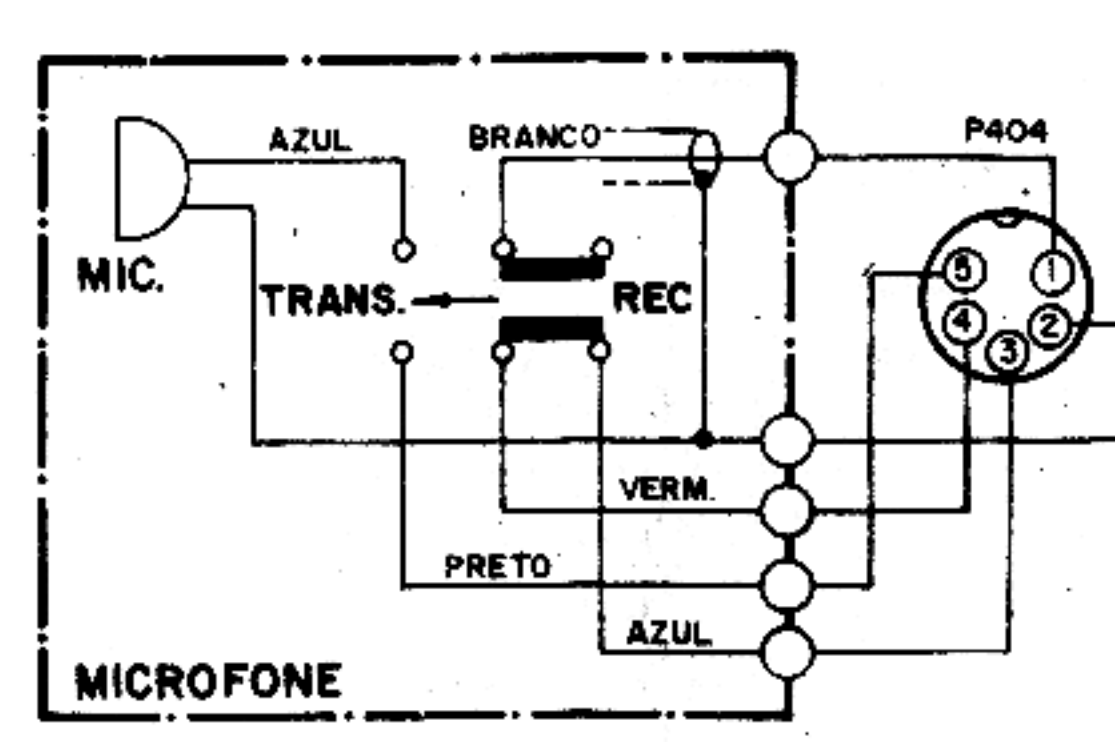 P404
AZUL
BRANCO
MIC.
TRANS.
REC
5
1
4
2
3
VERM.
PRETO
AZUL
MICROFONE